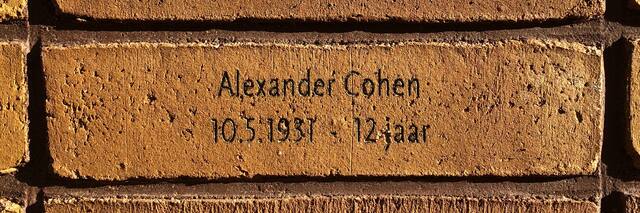 Alexander Cohen
10.5.1931 - 12 jaar